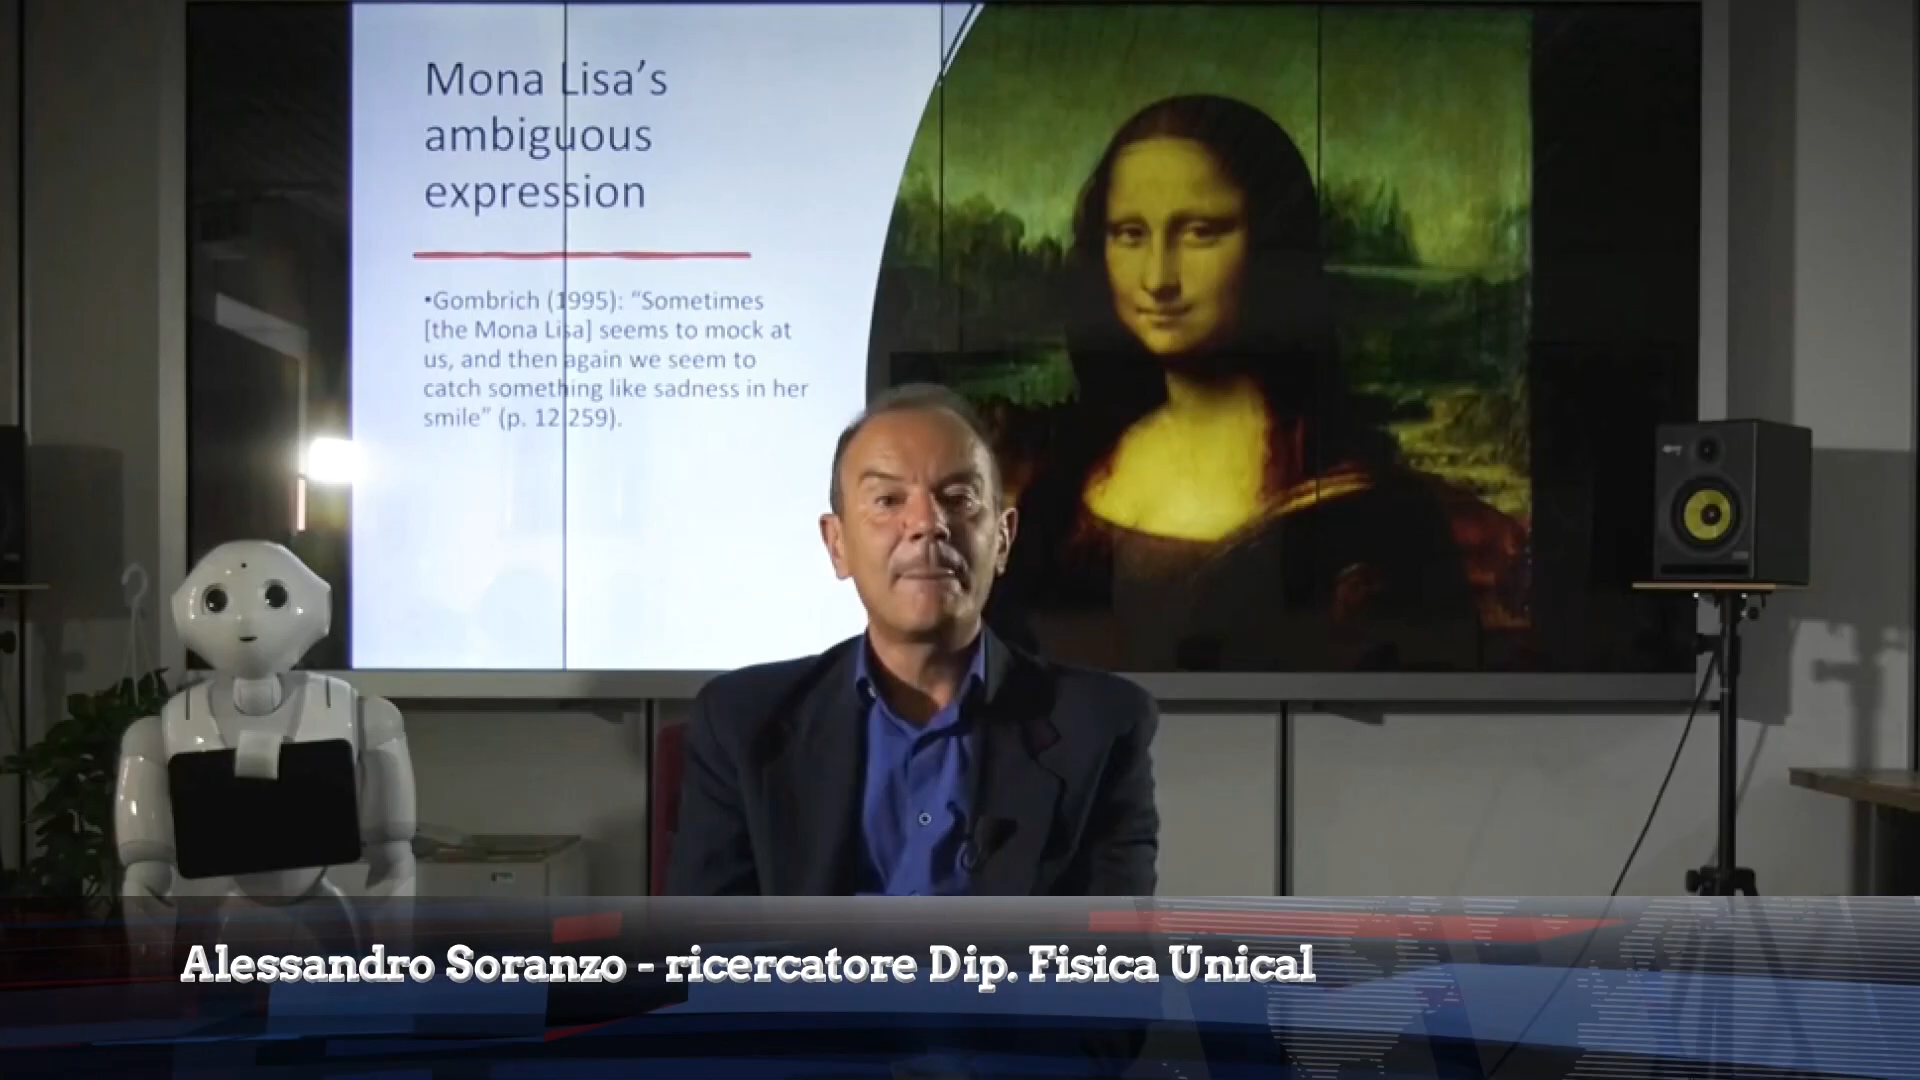 Mona Lisa's
ambiguous
expression
•Gombrich (1995): “Sometimes
[the Mona Lisa] seems to mock at
us, and then again we seem to
catch something like sadness in her
smile” (p. 12.259).
Alessandro Soranzo - ricercatore Dip. Fisica Unical